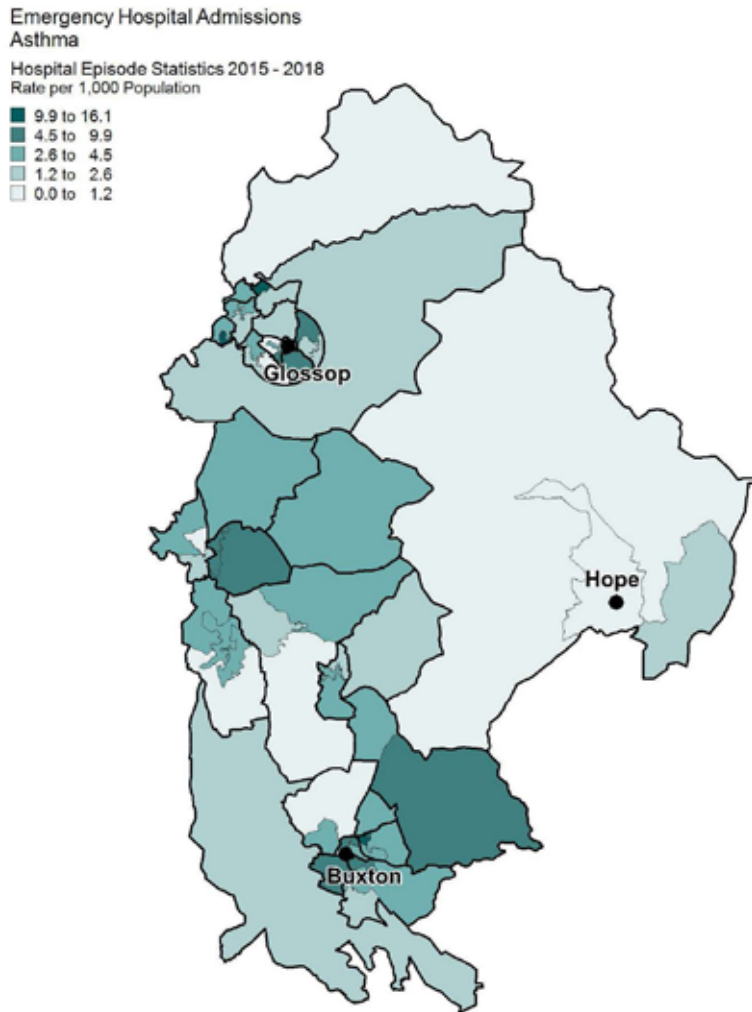 Emergency Hospital Admissions
Asthma
Hospital Episode Statistics 2015 - 2018
Rate per 1,000 Population
9.9 to 16.1
4.5 to 9.9
2.6 to 4.5
1.2 to 2.6
0.0 to 1.2
Glossop
Hope
Buxton